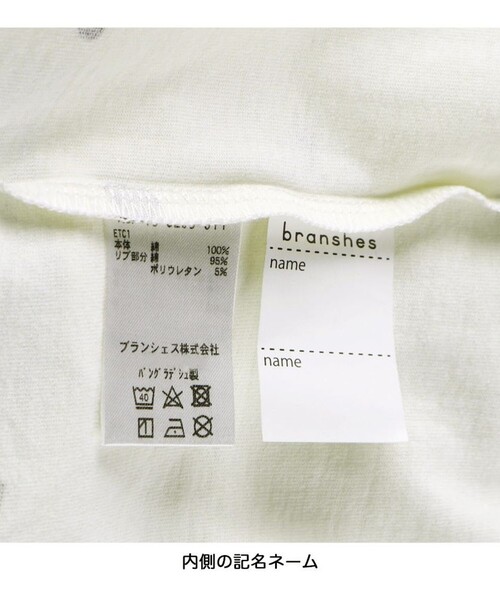 ETC1
本体 綿 100%
リブ部分 綿 95%
ポリウレタン 5%
ブランシェス株式会社
バングラデシュ製
40
branshes
name
name
内側の記名ネーム